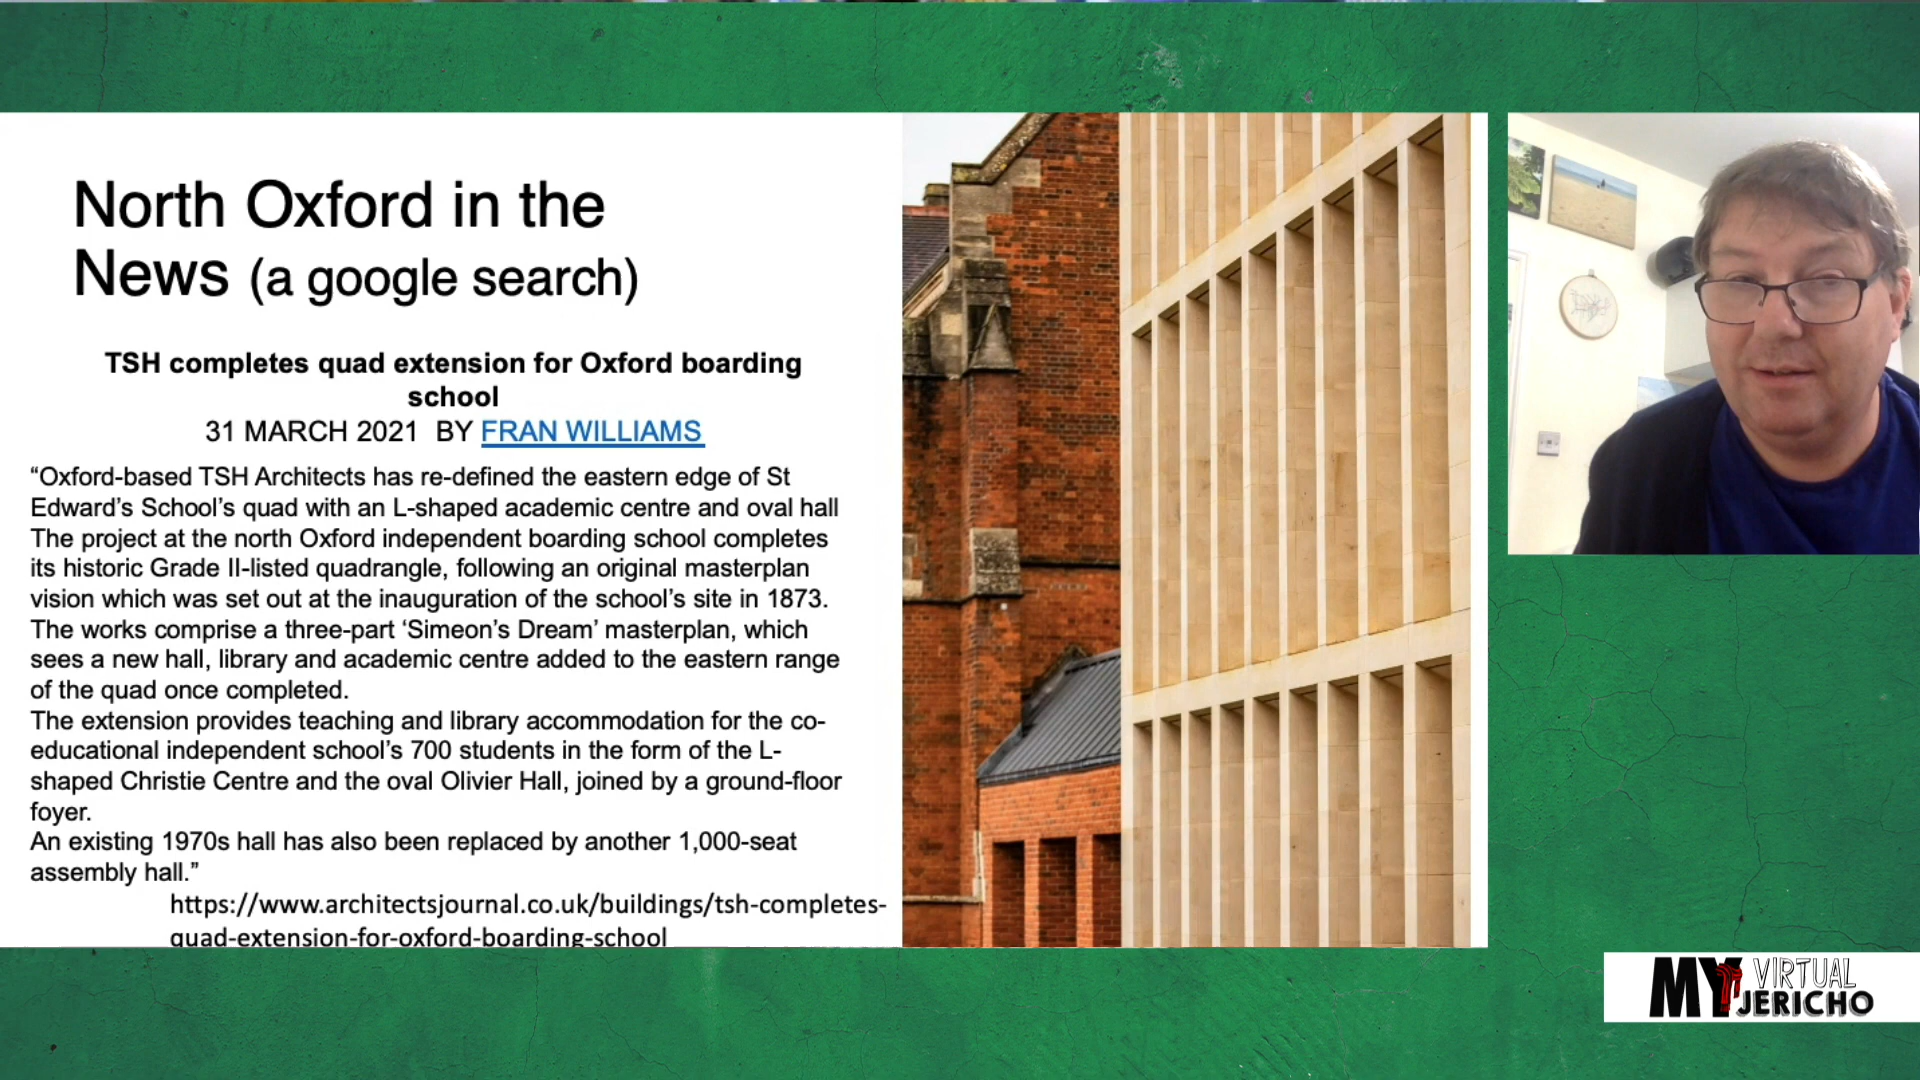 North Oxford in the
News (a google search)
TSH completes quad extension for Oxford boarding
school
31 MARCH 2021 BY FRAN WILLIAMS
“Oxford-based TSH Architects has re-defined the eastern edge of St
Edward’s School’s quad with an L-shaped academic centre and oval hall
The project at the north Oxford independent boarding school completes
its historic Grade II-listed quadrangle, following an original masterplan
vision which was set out at the inauguration of the school’s site in 1873.
The works comprise a three-part ‘Simeon’s Dream’ masterplan, which
sees a new hall, library and academic centre added to the eastern range
of the quad once completed.
The extension provides teaching and library accommodation for the co-
educational independent school’s 700 students in the form of the L-
shaped Christie Centre and the oval Olivier Hall, joined by a ground-floor
foyer.
An existing 1970s hall has also been replaced by another 1,000-seat
assembly hall.”
https://www.architectsjournal.co.uk/buildings/tsh-completes-
quad-extension-for-oxford-boarding-school
MY VIRTUAL
JERICHO